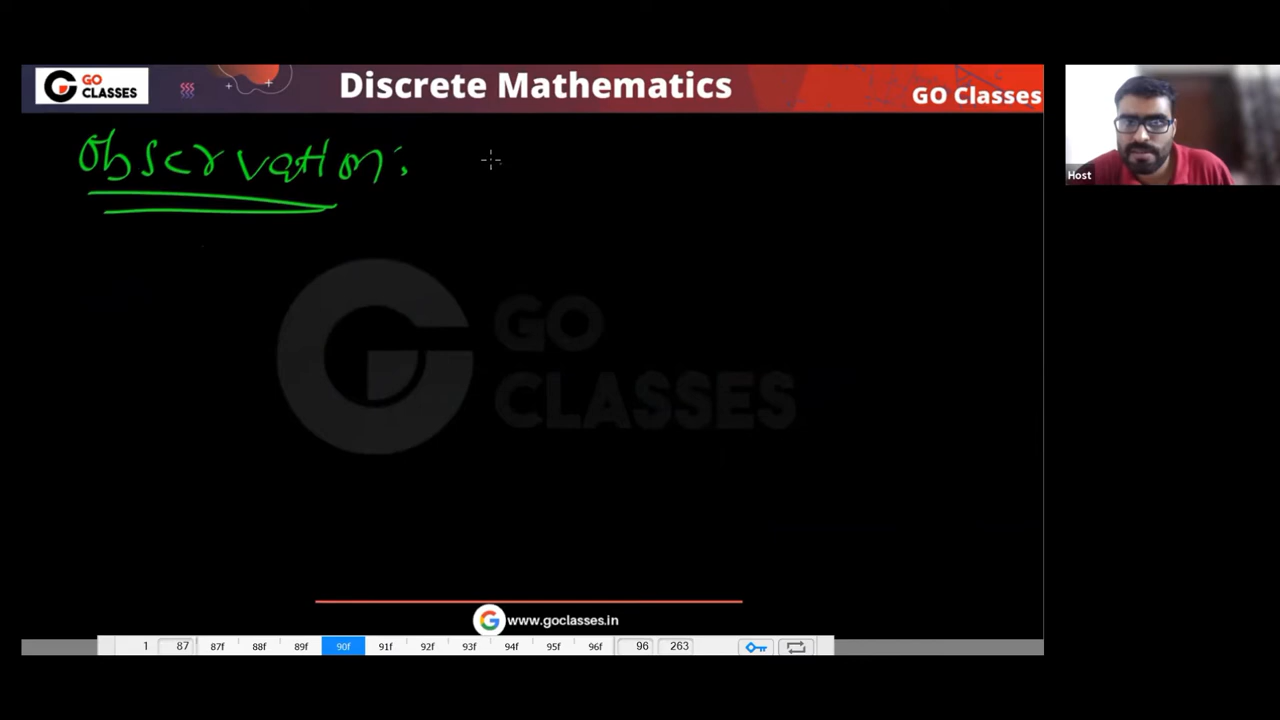 GO
CLASSES
Discrete Mathematics
GO Classes
Observation:
Host
GO
CLASSES
www.goclasses.in
1 87 87f 88f 89f 90f 91f 92f 93f 94f 95f 96f 96 263